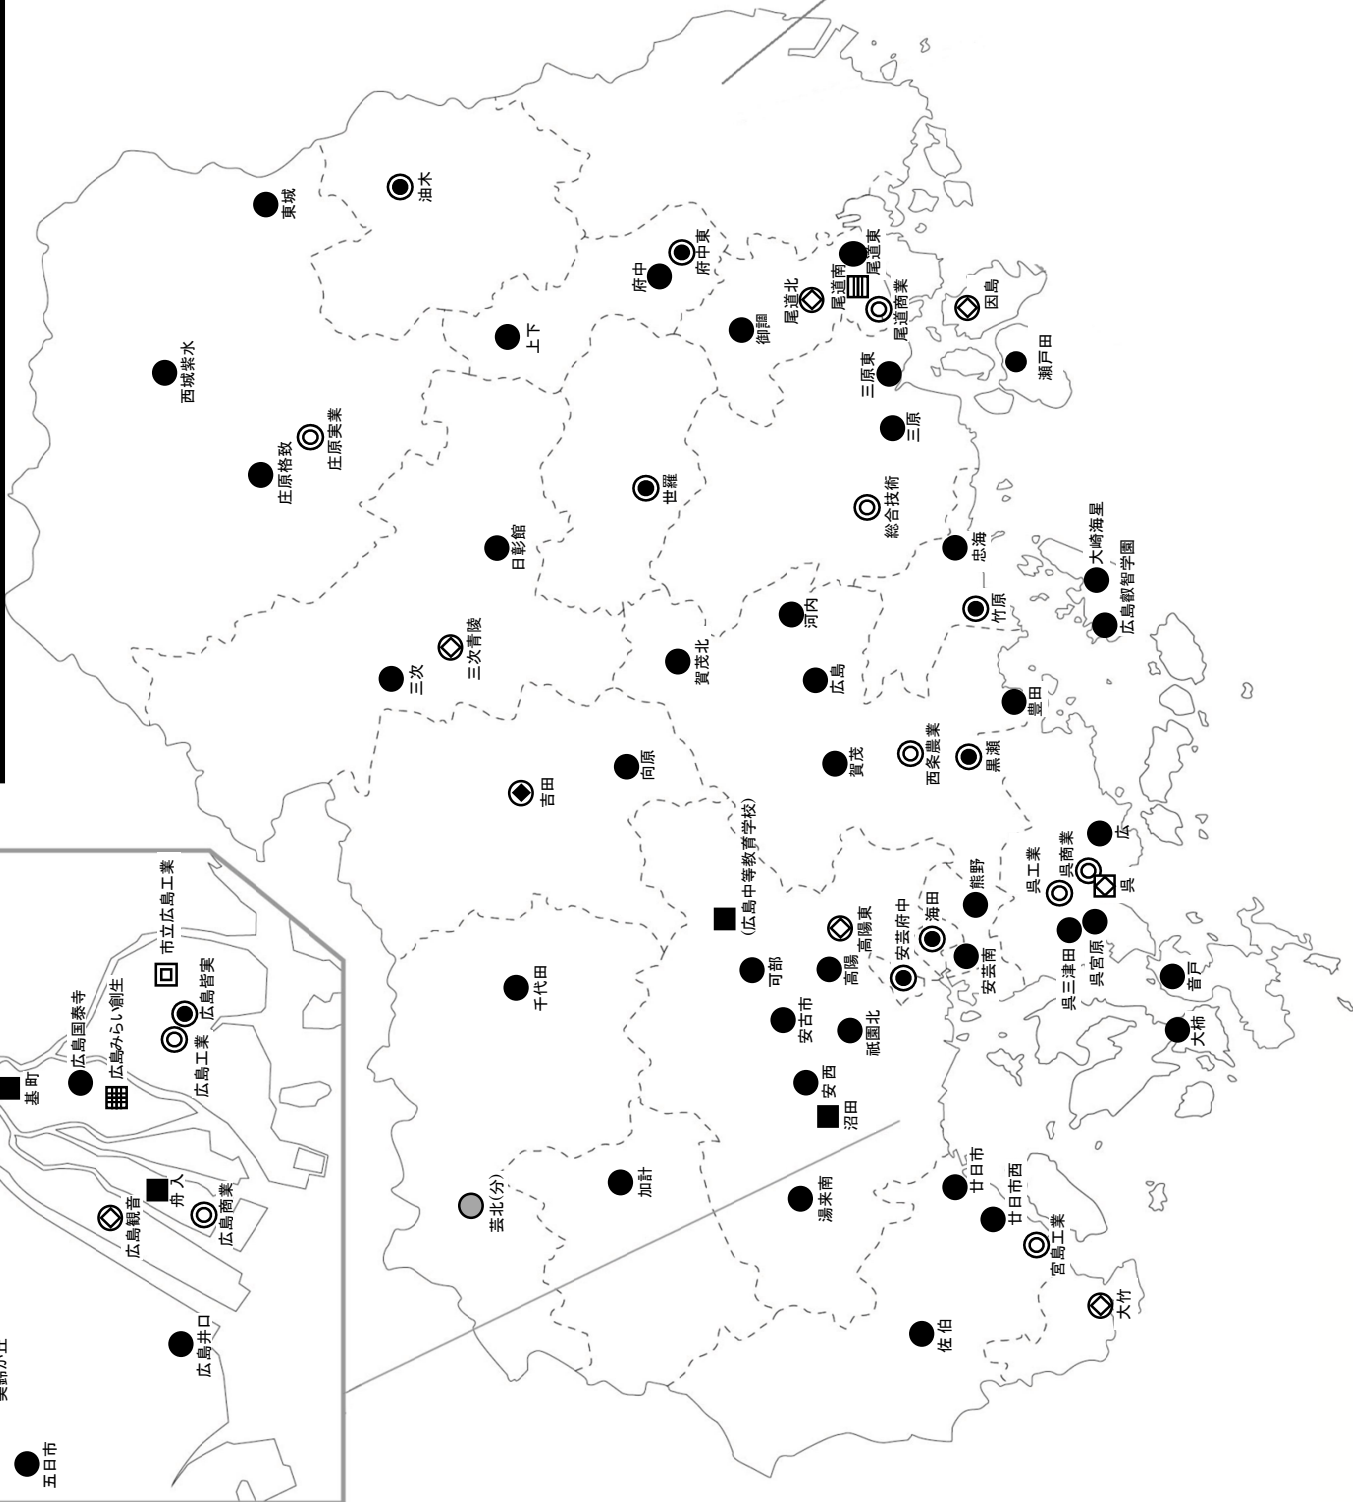 東城
油木
西城紫水
庄原格致
庄原実業
上下
府中
府中東
御調
尾道北
尾道南
尾道東
尾道商業
因島
瀬戸田
三原東
三原
総合技術
世羅
日彰館
三次
三次青陵
忠海
竹原
大崎海星
広島叡智学園
河内
賀茂北
広島
豊田
賀茂
西条農業
黒瀬
向原
吉田
(広島中等教育学校)
熊野
呉工業
呉商業
広
呉
海田
安芸府中
安芸南
高陽東
高陽
可部
安古市
祇園北
呉三津田
呉宮原
音戸
大柿
千代田
安西
沼田
加計
芸北(分)
湯来南
廿日市
廿日市西
宮島工業
大竹
佐伯
市立広島工業
広島皆実
広島工業
広島国泰寺
広島みらい創生
基町
舟入
広島観音
広島商業
広島井口
五日市